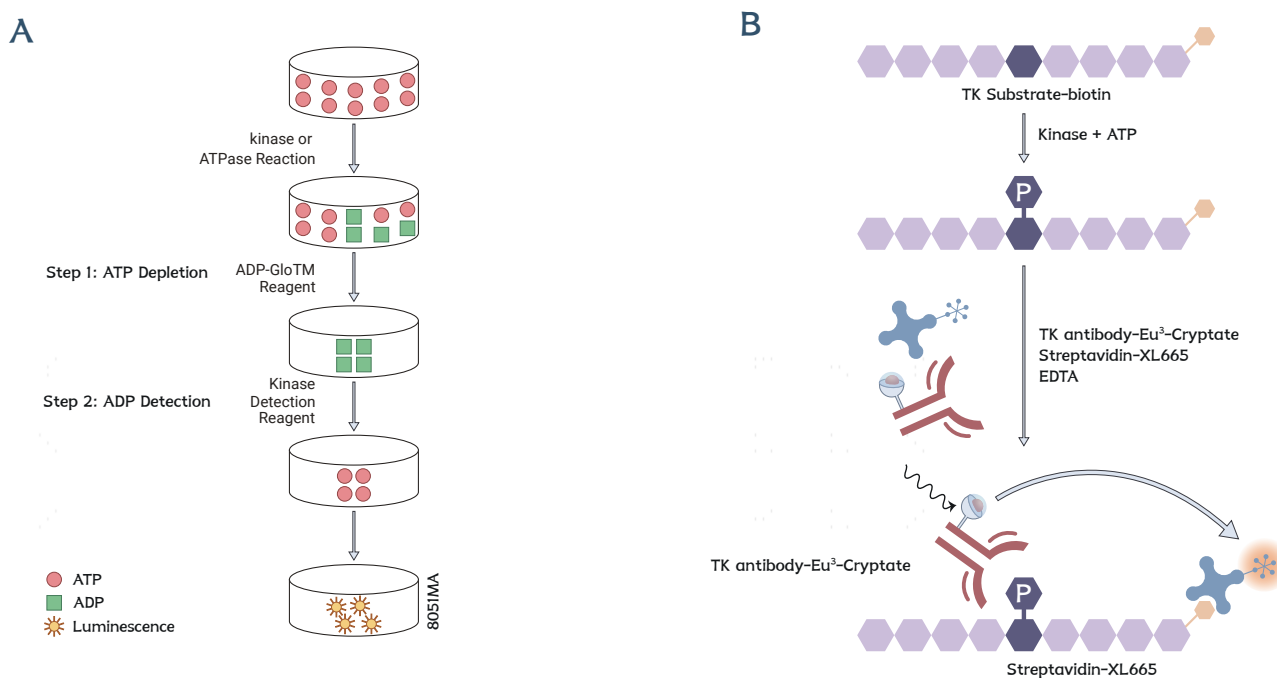 A
kinase or
ATPase Reaction
Step 1: ATP Depletion
ADP-GloTM
Reagent
Step 2: ADP Detection
Kinase
Detection
Reagent
ATP
ADP
Luminescence
8051MA
B
TK Substrate-biotin
Kinase + ATP
P
TK antibody-Eu³-Cryptate
Streptavidin-XL665
EDTA
TK antibody-Eu³-Cryptate
P
Streptavidin-XL665